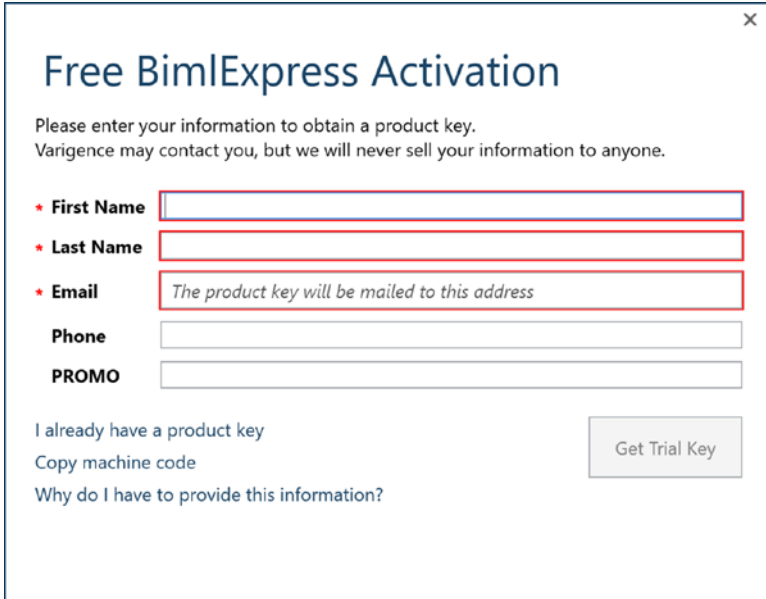 Free BimlExpress Activation
Please enter your information to obtain a product key.
Varigence may contact you, but we will never sell your information to anyone.
* First Name
* Last Name
* Email The product key will be mailed to this address
Phone
PROMO
I already have a product key
Get Trial Key
Copy machine code
Why do I have to provide this information?